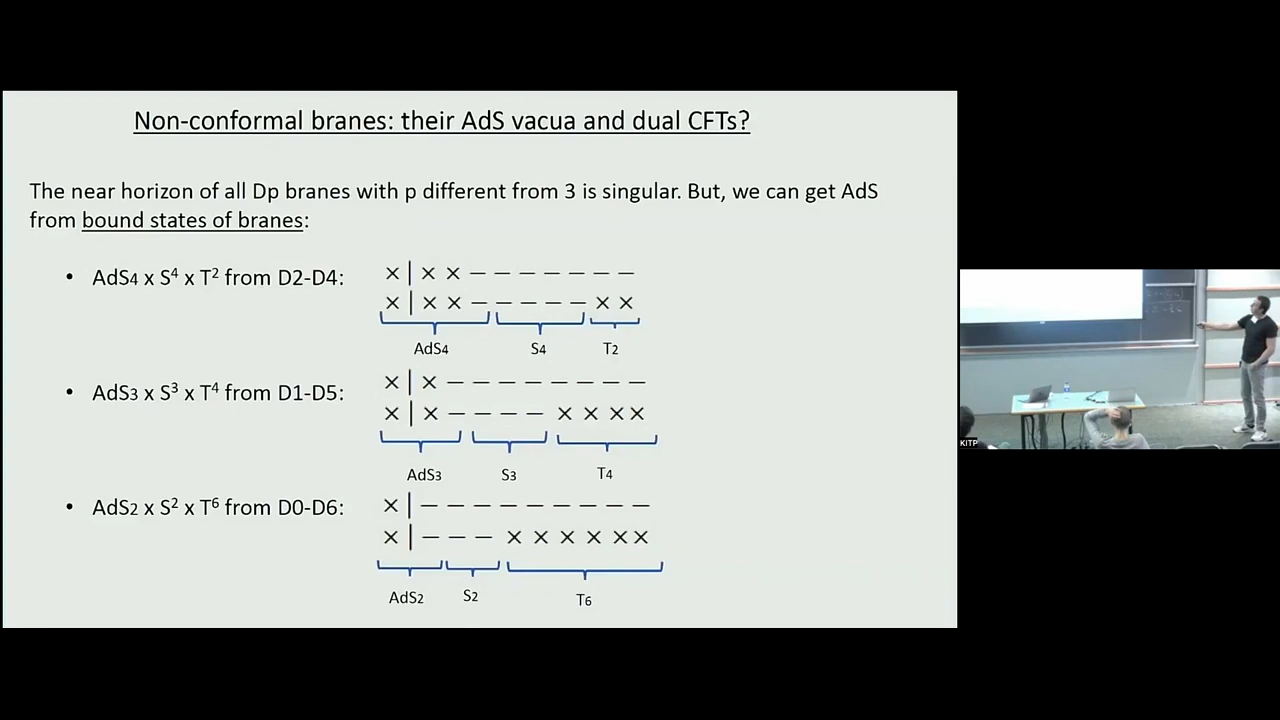 Non-conformal branes: their AdS vacua and dual CFTs?
The near horizon of all Dp branes with p different from 3 is singular. But, we can get AdS
from bound states of branes:
• AdS4 x S⁴ x T² from D2-D4: ×| × × — — — — — — —
×| × × — — — — — × ×
AdS4 S4 T2
• AdS3 x S³ x T⁴ from D1-D5: ×| × — — — — — — — —
×| × — — — — × × × ×
AdS3 S3 T4
• AdS2 x S² x T⁶ from D0-D6: ×| — — — — — — — — —
×| — — — × × × × × ×
AdS2 S2 T6
KITP